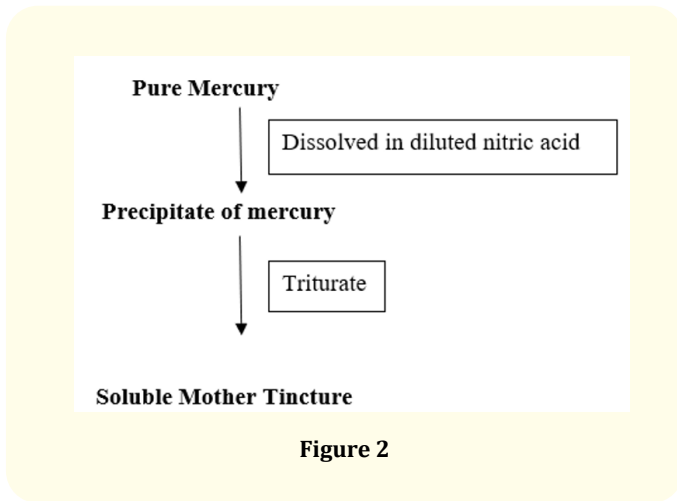 Pure Mercury
Dissolved in diluted nitric acid
Precipitate of mercury
Triturate
Soluble Mother Tincture
Figure 2